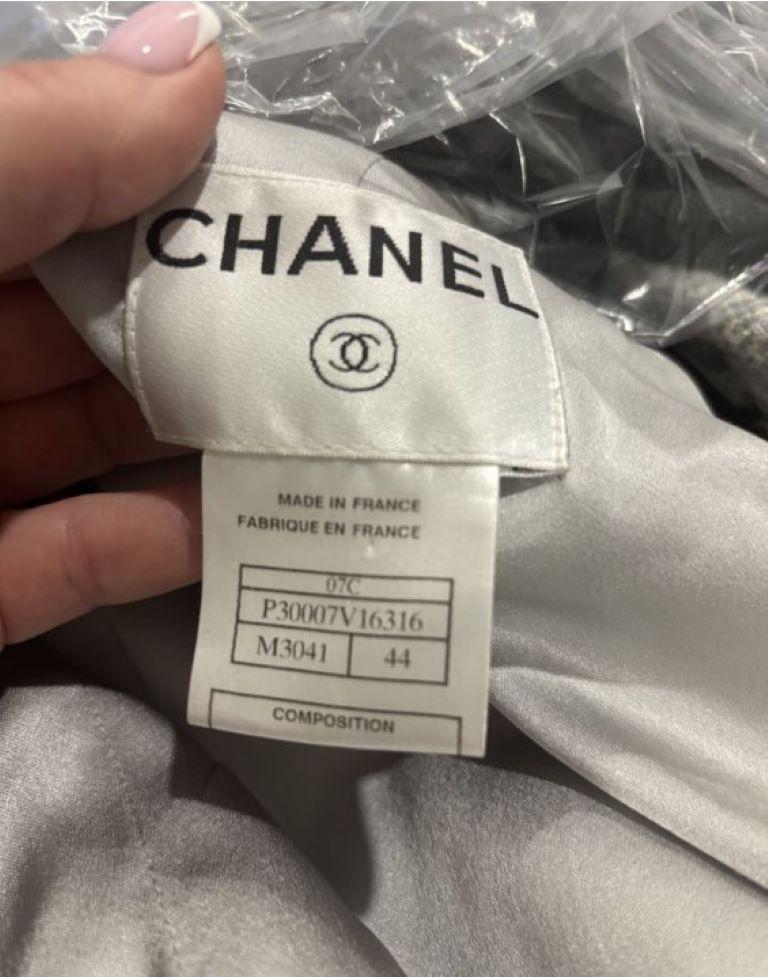 CHANEL
MADE IN FRANCE
FABRIQUE EN FRANCE
07C
P30007V16316
M3041 44
COMPOSITION